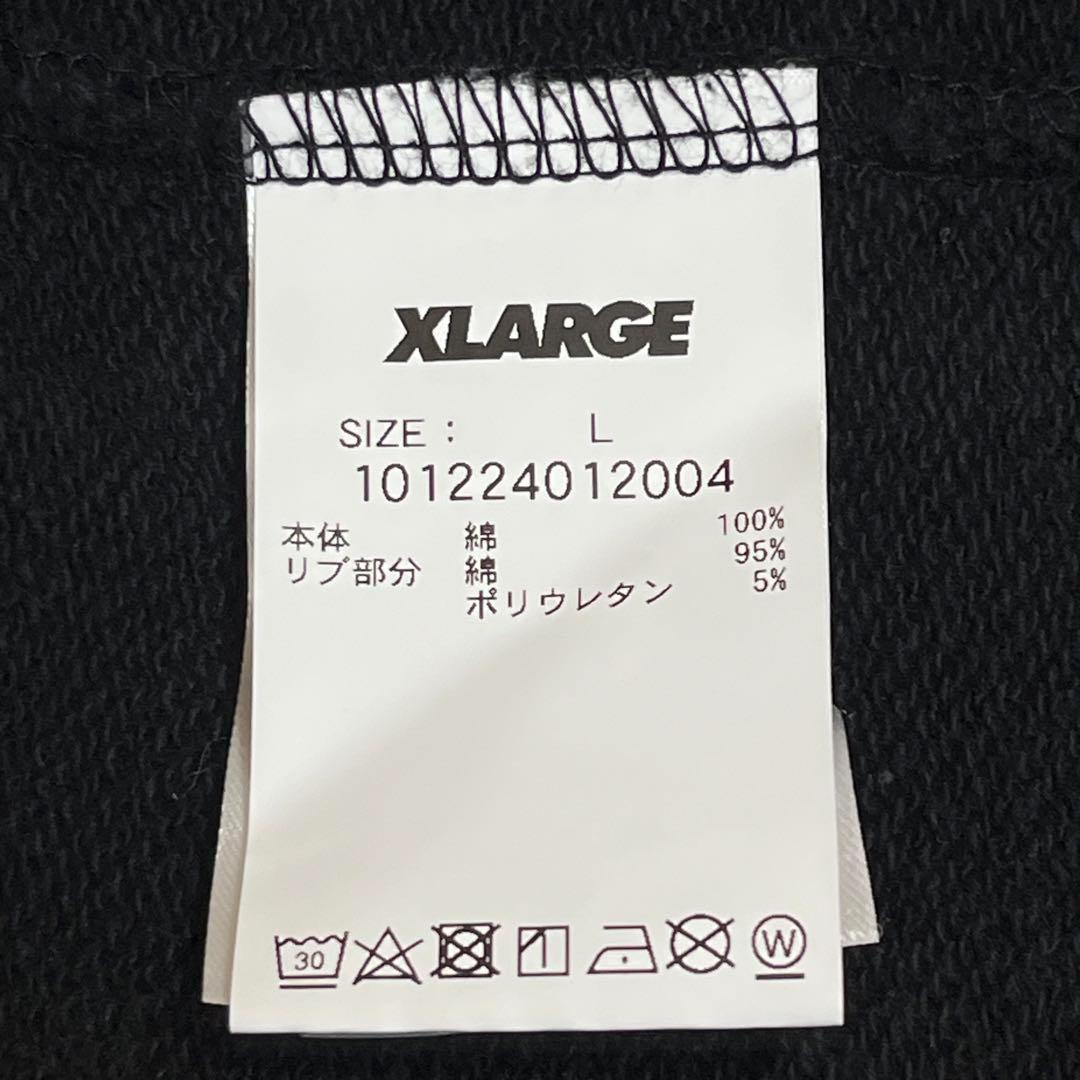 XLARGE
SIZE : L
101224012004
本体 綿 100%
リブ部分 綿 95%
ポリウレタン 5%
30 W